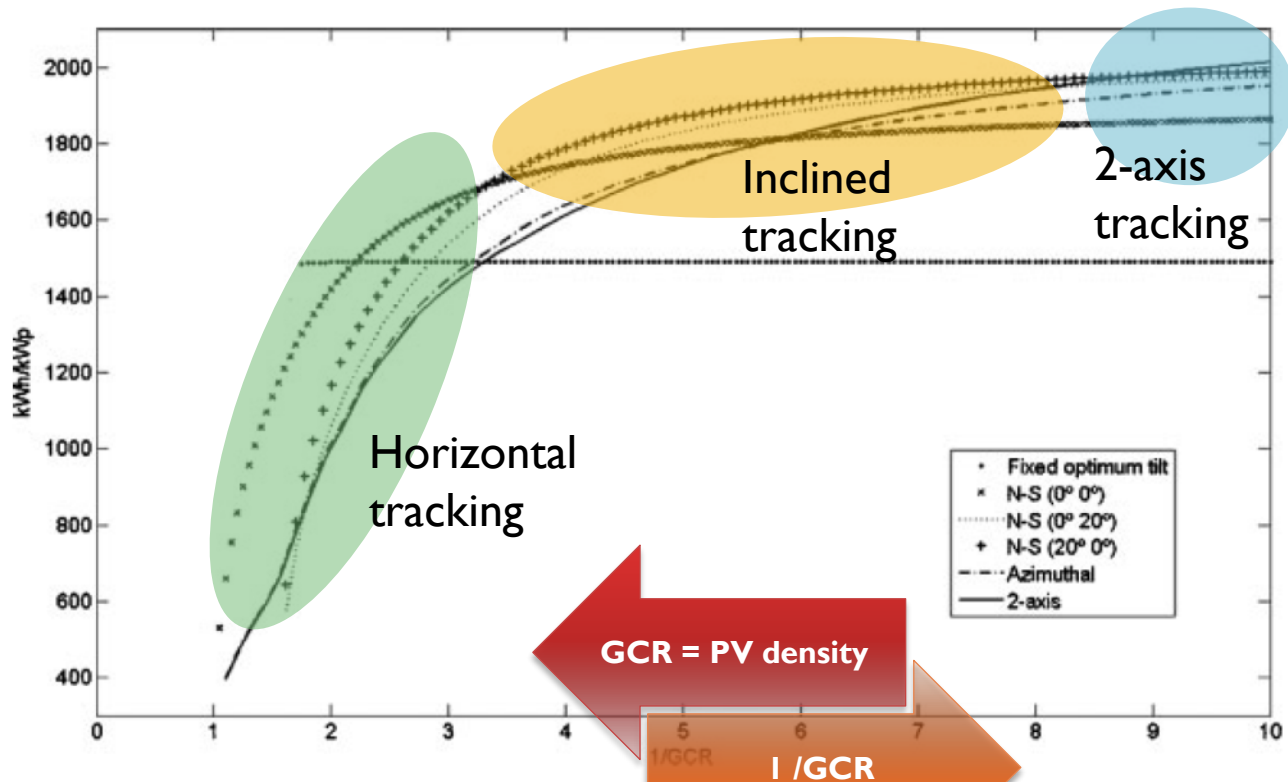 2000
1800
1600
1400
1200
1000
800
600
400
kWh/kWp
Inclined
tracking
2-axis
tracking
Horizontal
tracking
Fixed optimum tilt
N-S (0º 0º)
N-S (0º 20º)
N-S (20º 0º)
Azimuthal
2-axis
GCR = PV density
0 1 2 3 4 5 6 7 8 9 10
1/GCR
1 /GCR